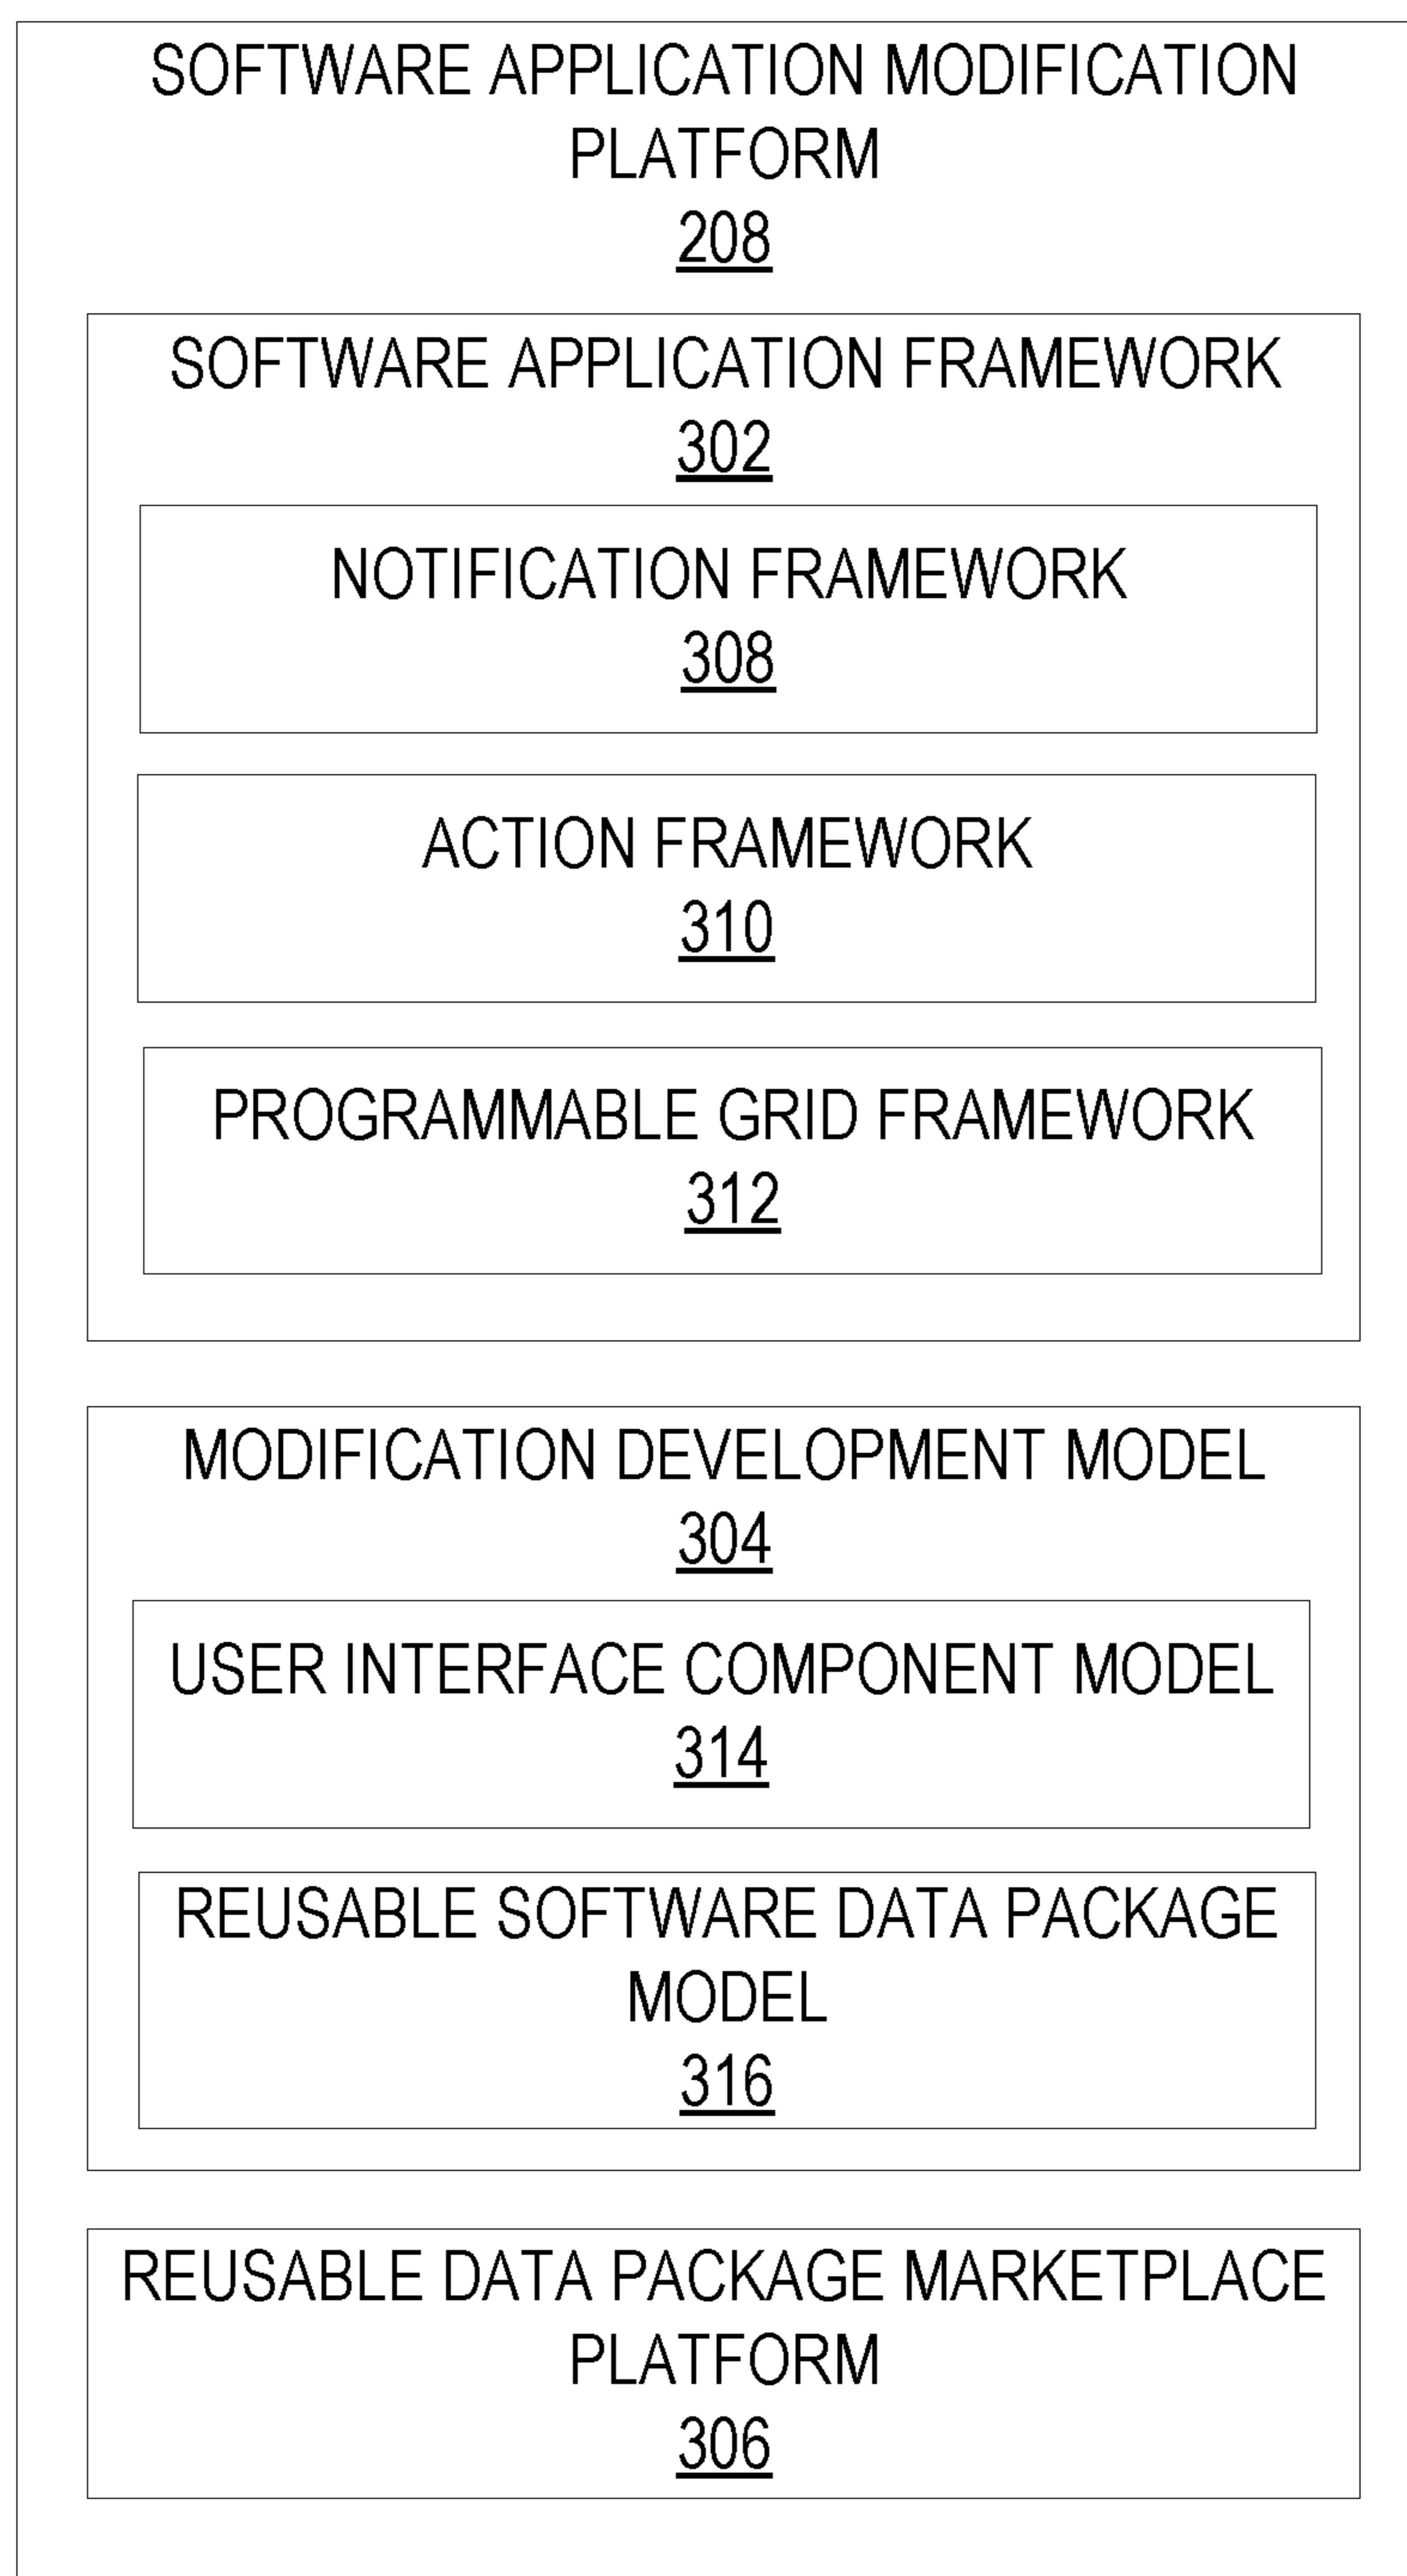 SOFTWARE APPLICATION MODIFICATION
PLATFORM
208
SOFTWARE APPLICATION FRAMEWORK
302
NOTIFICATION FRAMEWORK
308
ACTION FRAMEWORK
310
PROGRAMMABLE GRID FRAMEWORK
312
MODIFICATION DEVELOPMENT MODEL
304
USER INTERFACE COMPONENT MODEL
314
REUSABLE SOFTWARE DATA PACKAGE
MODEL
316
REUSABLE DATA PACKAGE MARKETPLACE
PLATFORM
306